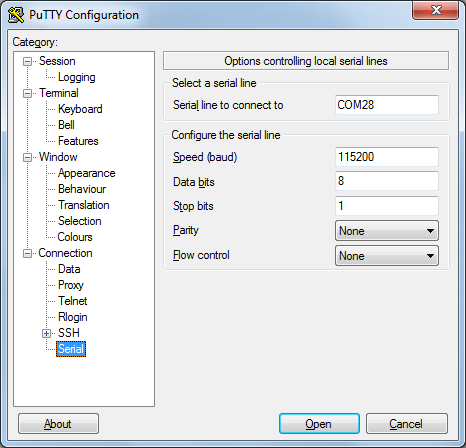 PuTTY Configuration
Category:
Session
Logging
Terminal
Keyboard
Bell
Features
Window
Appearance
Behaviour
Translation
Selection
Colours
Connection
Data
Proxy
Telnet
Rlogin
SSH
Serial
Options controlling local serial lines
Select a serial line
Serial line to connect to COM28
Configure the serial line
Speed (baud) 115200
Data bits 8
Stop bits 1
Parity None
Flow control None
About Open Cancel